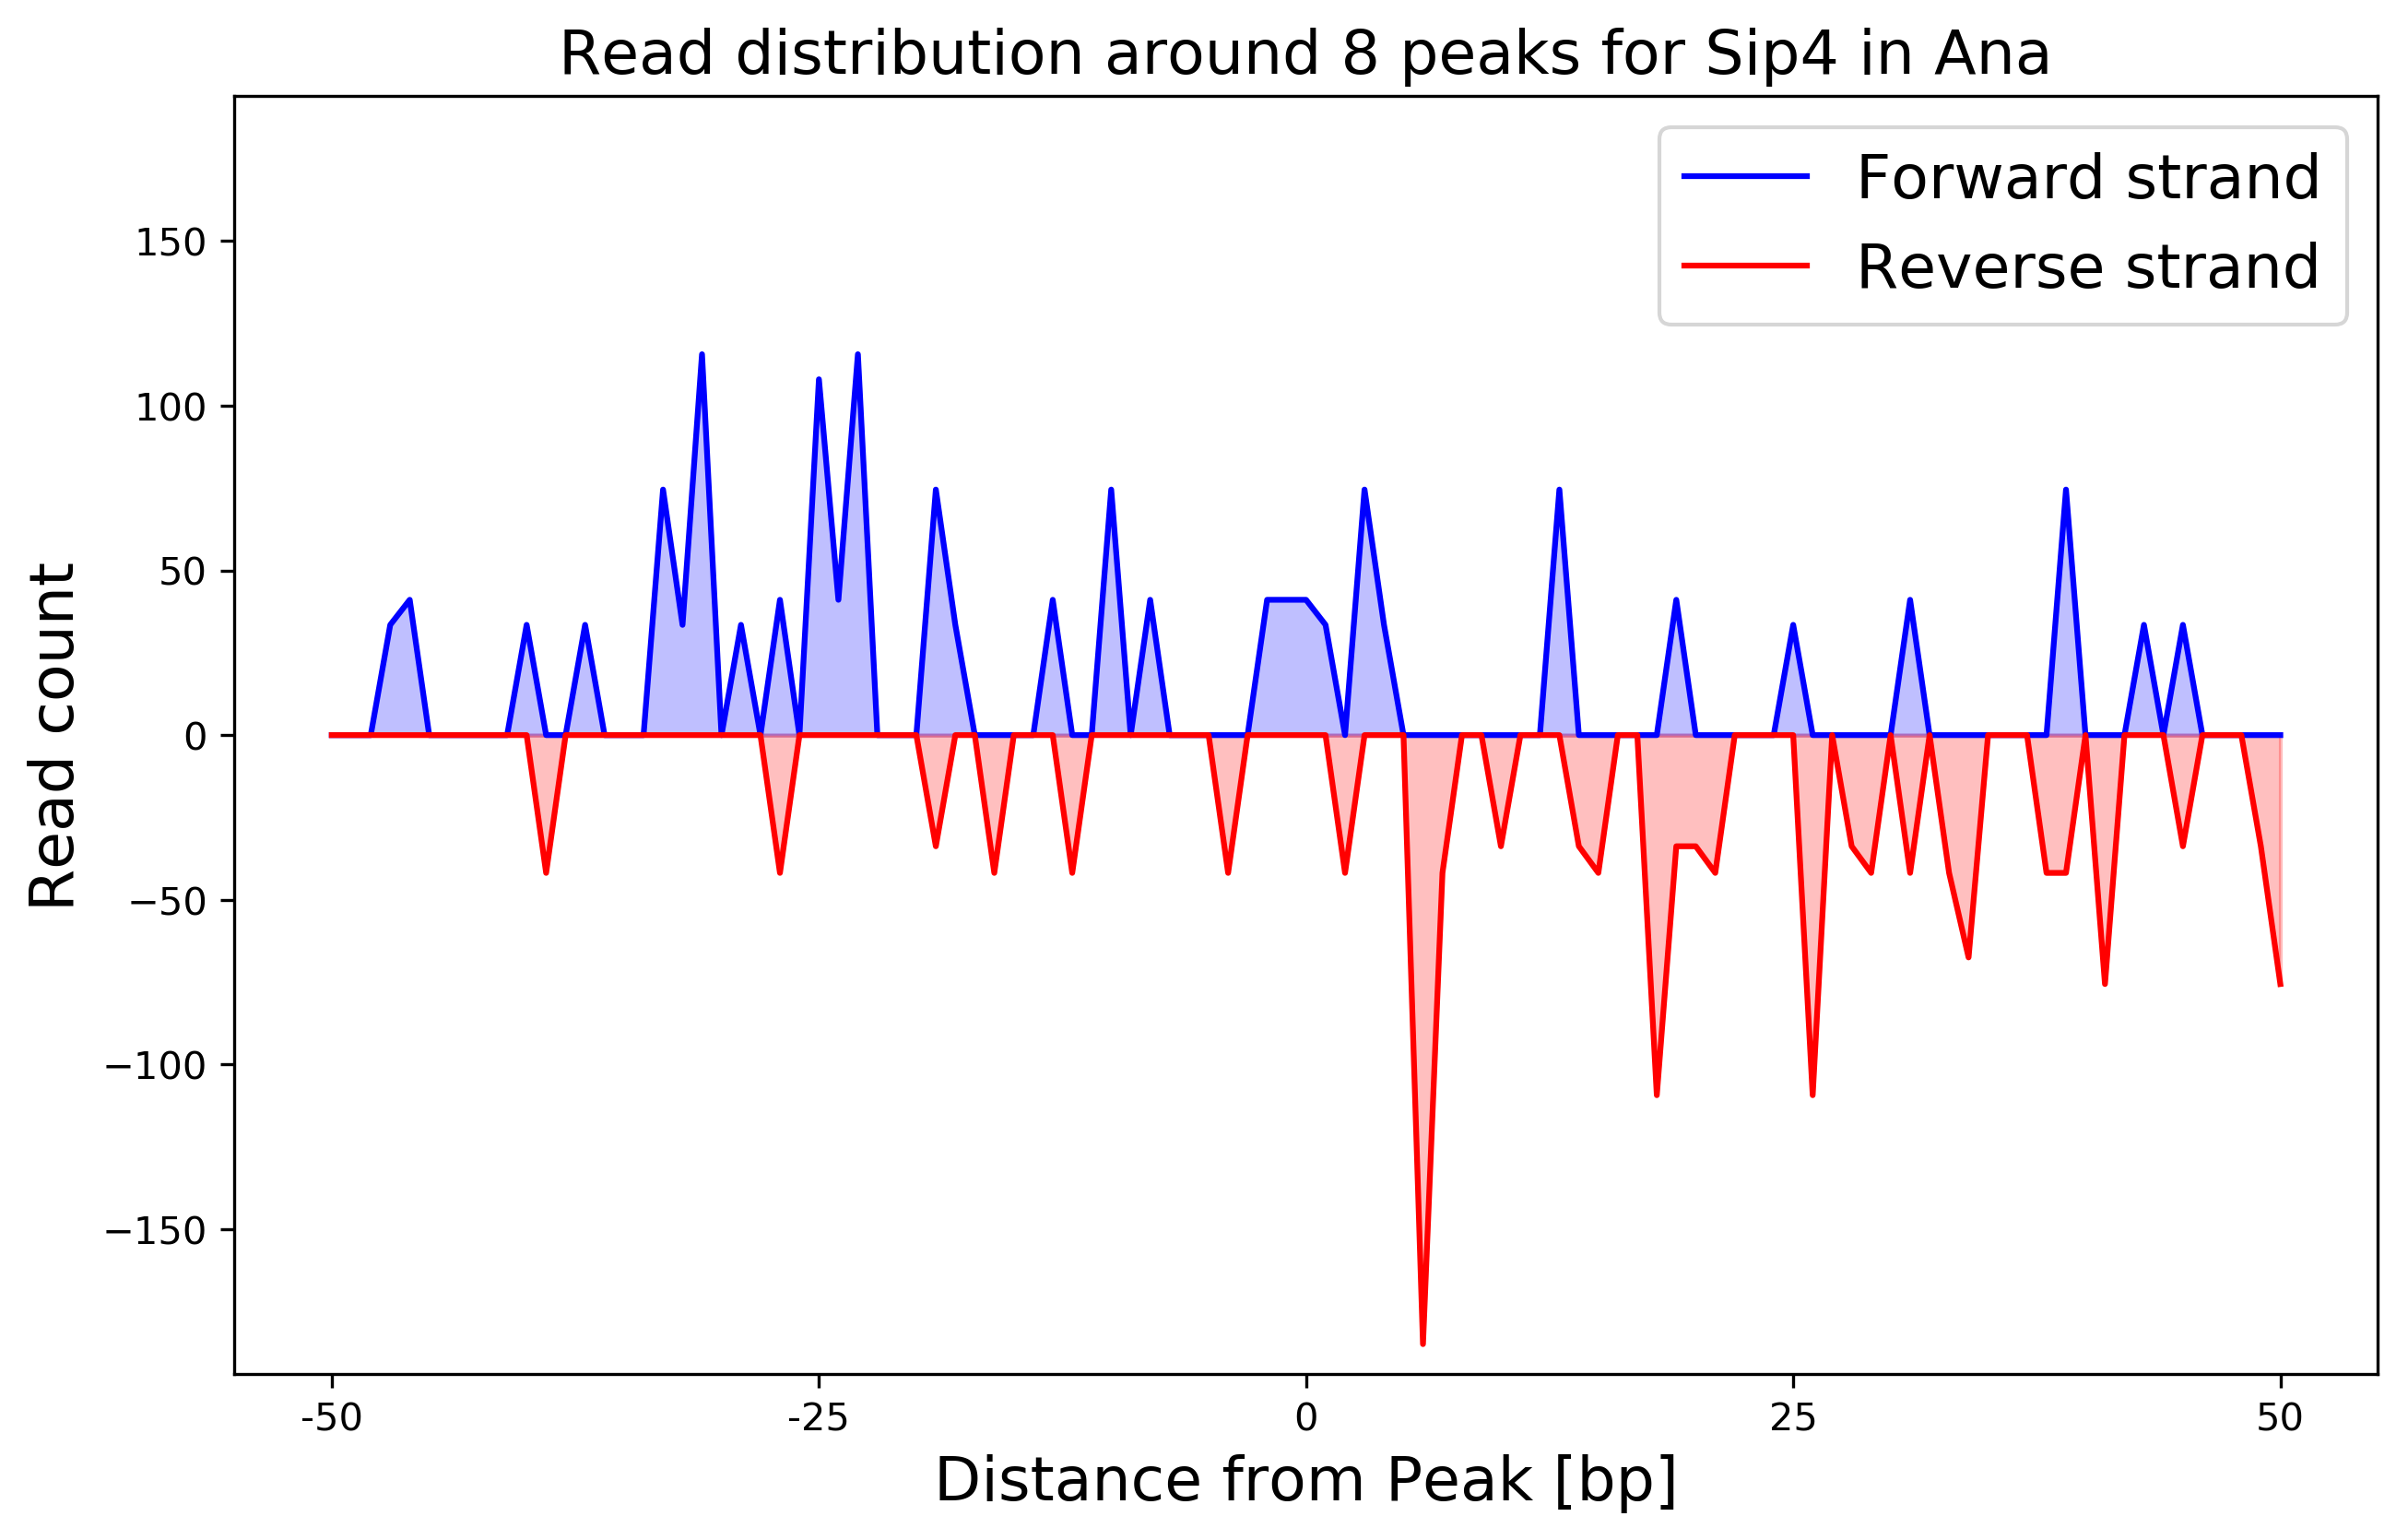 Read distribution around 8 peaks for Sip4 in Ana
Forward strand
Reverse strand
Read count
150
100
50
0
−50
−100
−150
-50
-25
0
25
50
Distance from Peak [bp]